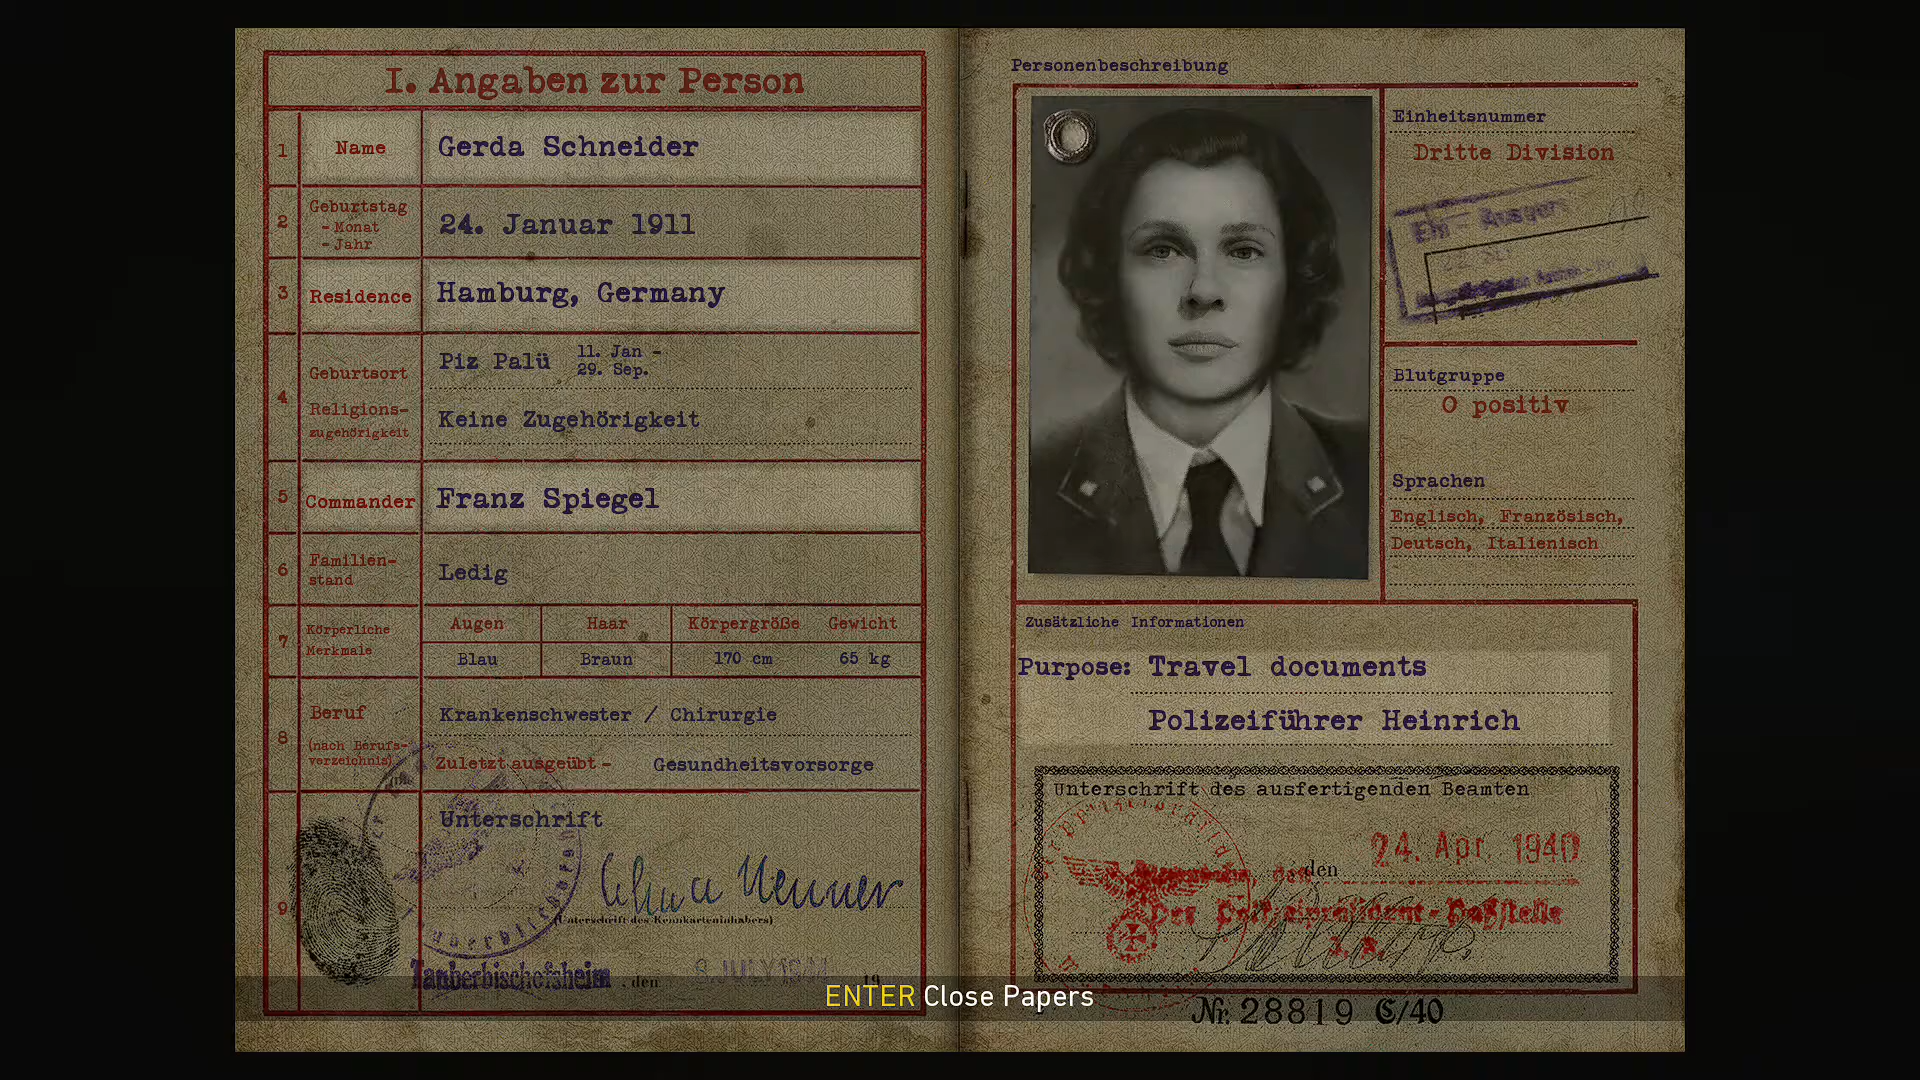 I. Angaben zur Person
1 Name Gerda Schneider
2 Geburtstag
- Monat
- Jahr
24. Januar 1911
3 Residence Hamburg, Germany
4 Geburtsort
Piz Palü 11. Jan -
29. Sep.
Religions-
zugehörigkeit
Keine Zugehörigkeit
5 Commander Franz Spiegel
6 Familien-
stand
Ledig
7 Körperliche
Merkmale
Augen Haar Körpergröße Gewicht
Blau Braun 170 cm 65 kg
8 Beruf
(nach Berufs-
verzeichnis)
Krankenschwester / Chirurgie
Zuletzt ausgeübt - Gesundheitsvorsorge
9 Unterschrift
(Unterschrift des Kennkarteninhabers)
Tauberbischofsheim, den 19
Personenbeschreibung
Einheitsnummer
Dritte Division
Blutgruppe
O positiv
Sprachen
Englisch, Französisch,
Deutsch, Italienisch
Zusätzliche Informationen
Purpose: Travel documents
Polizeiführer Heinrich
Unterschrift des ausfertigenden Beamten
den 24. Apr. 1940
Nr. 28819 C/40
ENTER Close Papers